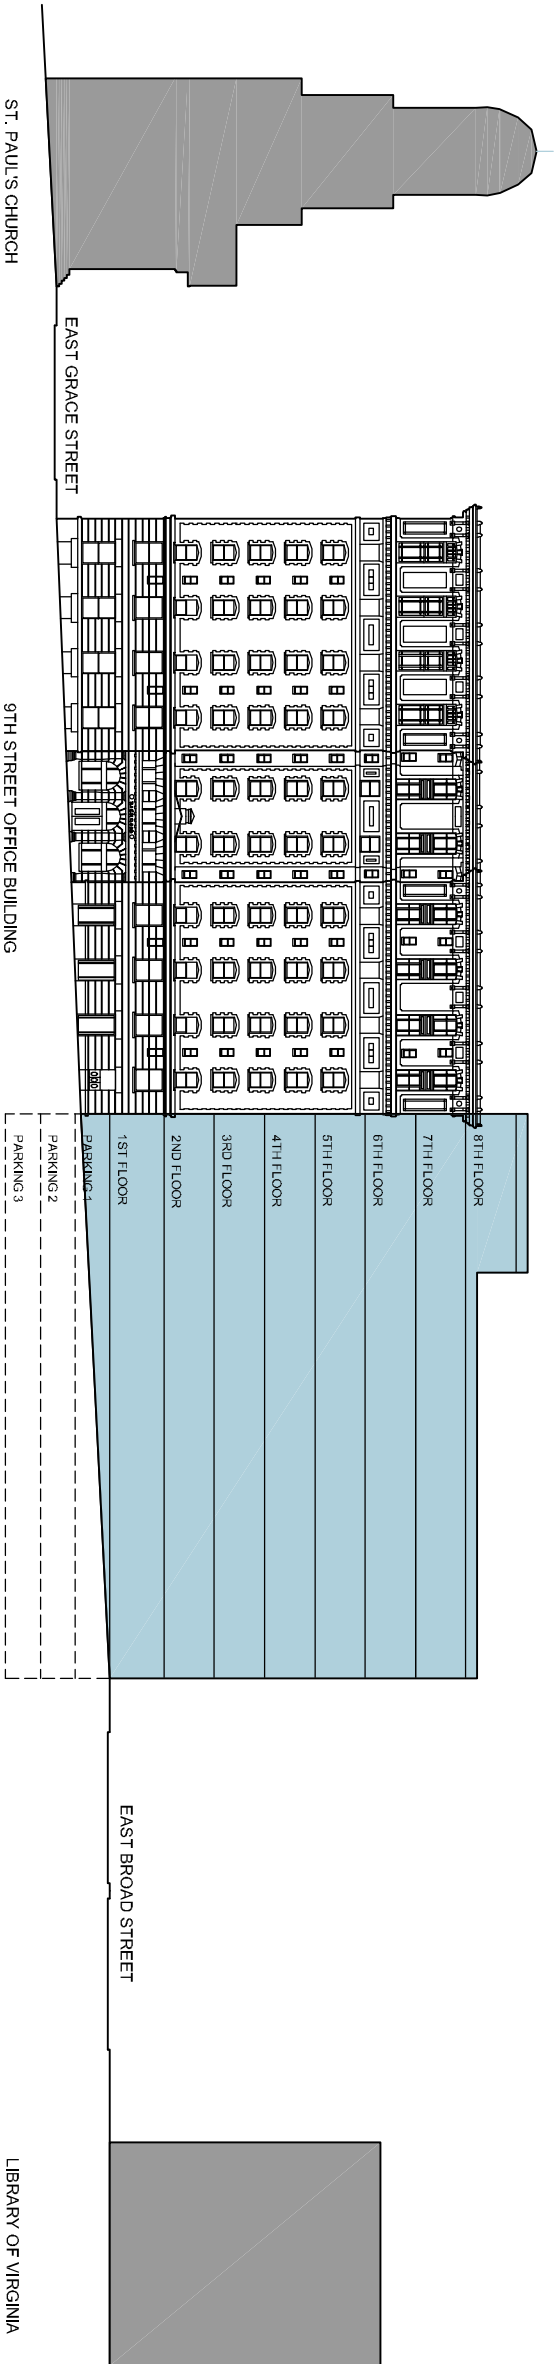 ST. PAUL'S CHURCH
EAST GRACE STREET
9TH STREET OFFICE BUILDING
8TH FLOOR
7TH FLOOR
6TH FLOOR
5TH FLOOR
4TH FLOOR
3RD FLOOR
2ND FLOOR
1ST FLOOR
PARKING 1
PARKING 2
PARKING 3
EAST BROAD STREET
LIBRARY OF VIRGINIA